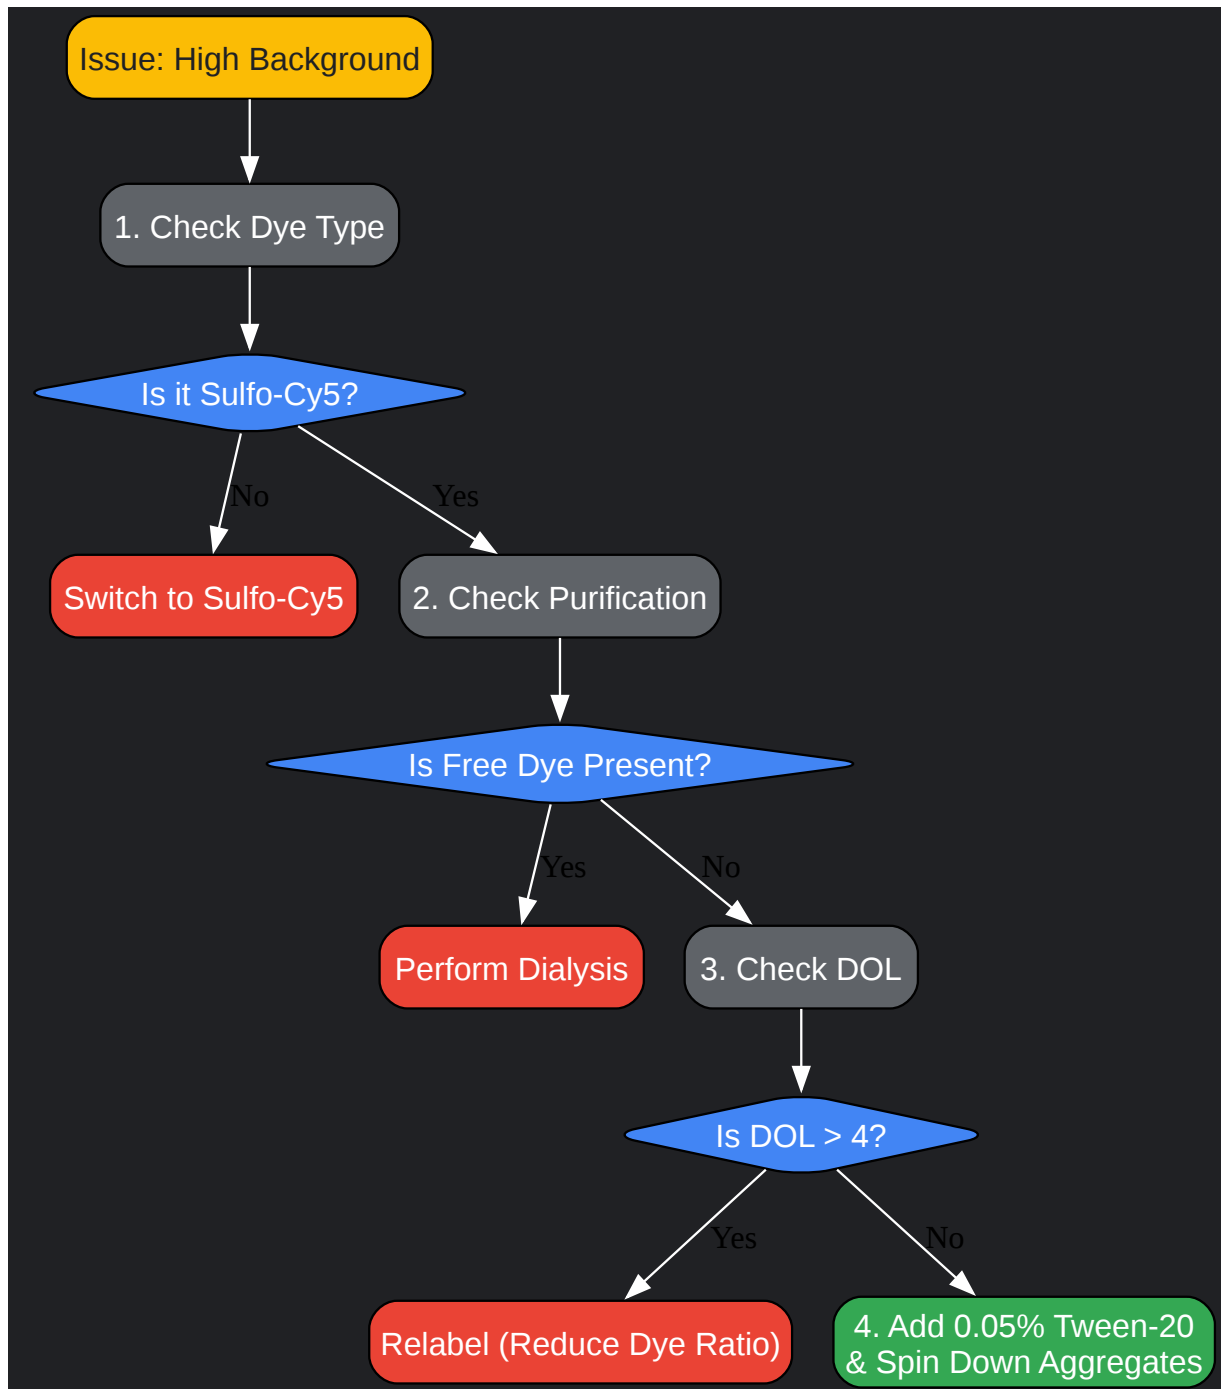 Issue: High Background
1. Check Dye Type
Is it Sulfo-Cy5?
No
Yes
Switch to Sulfo-Cy5
2. Check Purification
Is Free Dye Present?
Yes
No
Perform Dialysis
3. Check DOL
Is DOL > 4?
Yes
No
Relabel (Reduce Dye Ratio)
4. Add 0.05% Tween-20
& Spin Down Aggregates